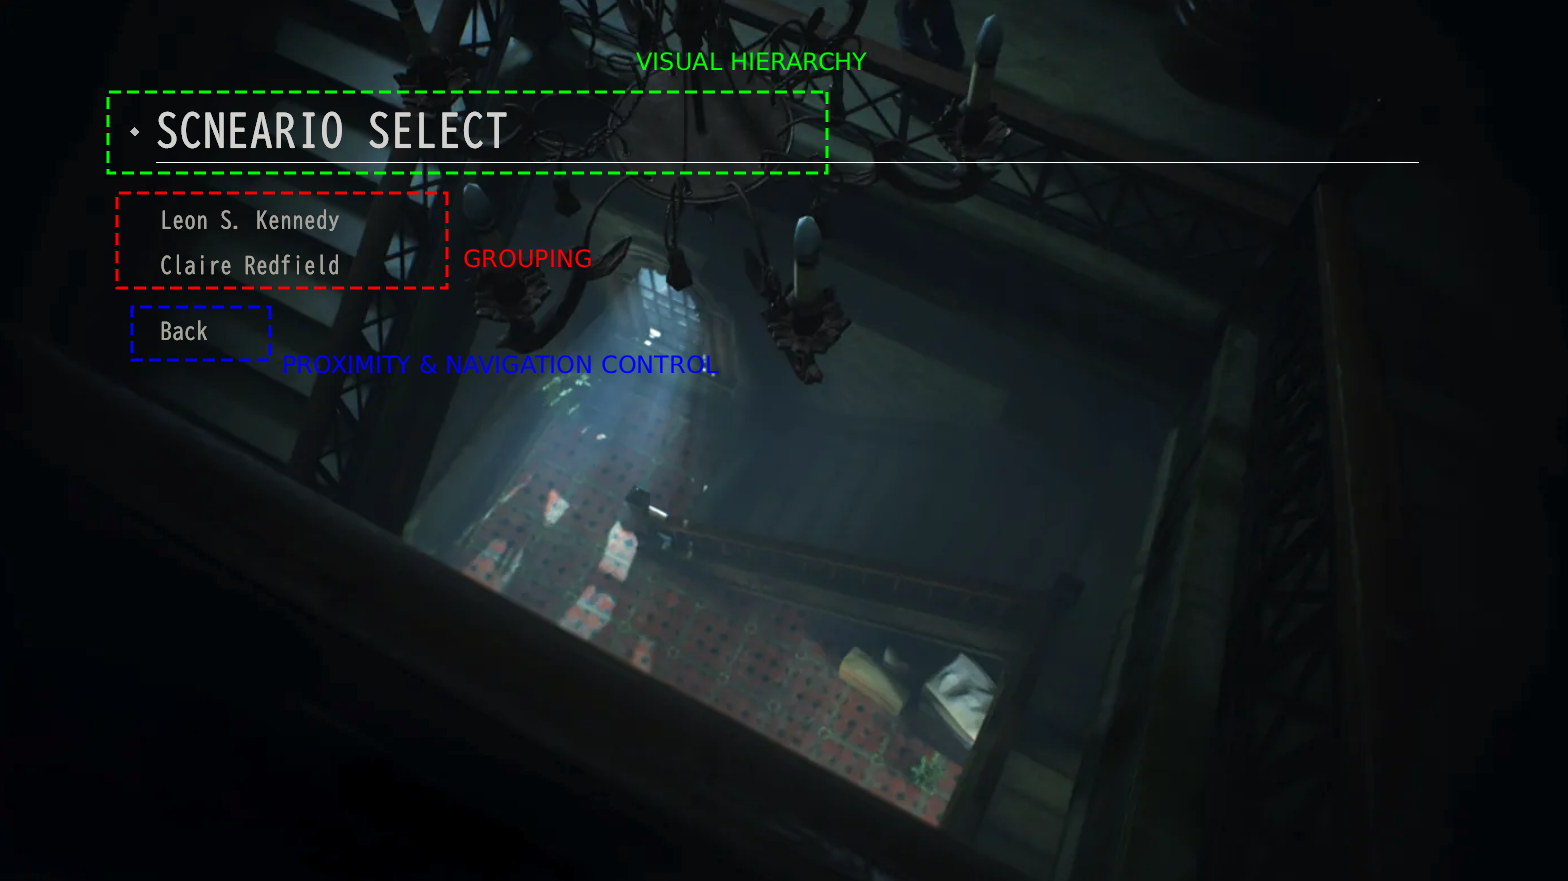 VISUAL HIERARCHY
SCNEARIO SELECT
Leon S. Kennedy
GROUPING
Claire Redfield
Back
PROXIMITY & NAVIGATION CONTROL